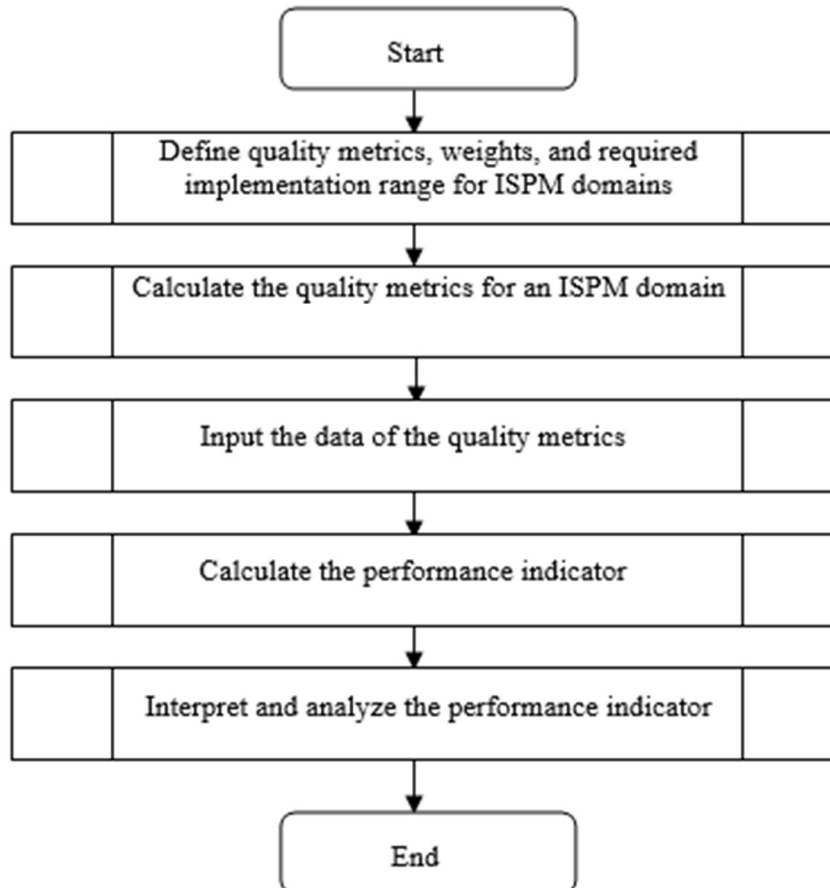 Start
Define quality metrics, weights, and required
implementation range for ISPM domains
Calculate the quality metrics for an ISPM domain
Input the data of the quality metrics
Calculate the performance indicator
Interpret and analyze the performance indicator
End